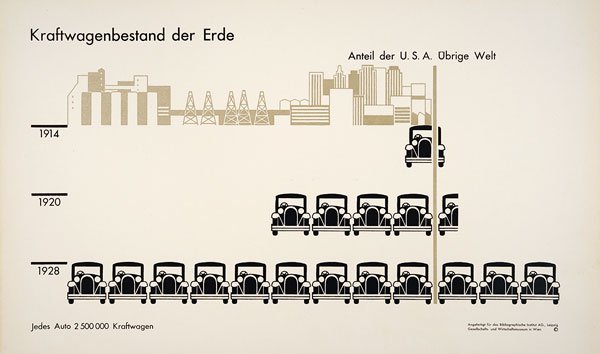 Kraftwagenbestand der Erde
Anteil der U. S. A. Übrige Welt
1914
1920
1928
Jedes Auto 2 500 000 Kraftwagen
Angefertigt für das Bibliographische Institut AG., Leipzig
Gesellschafts- und Wirtschaftsmuseum in Wien ©